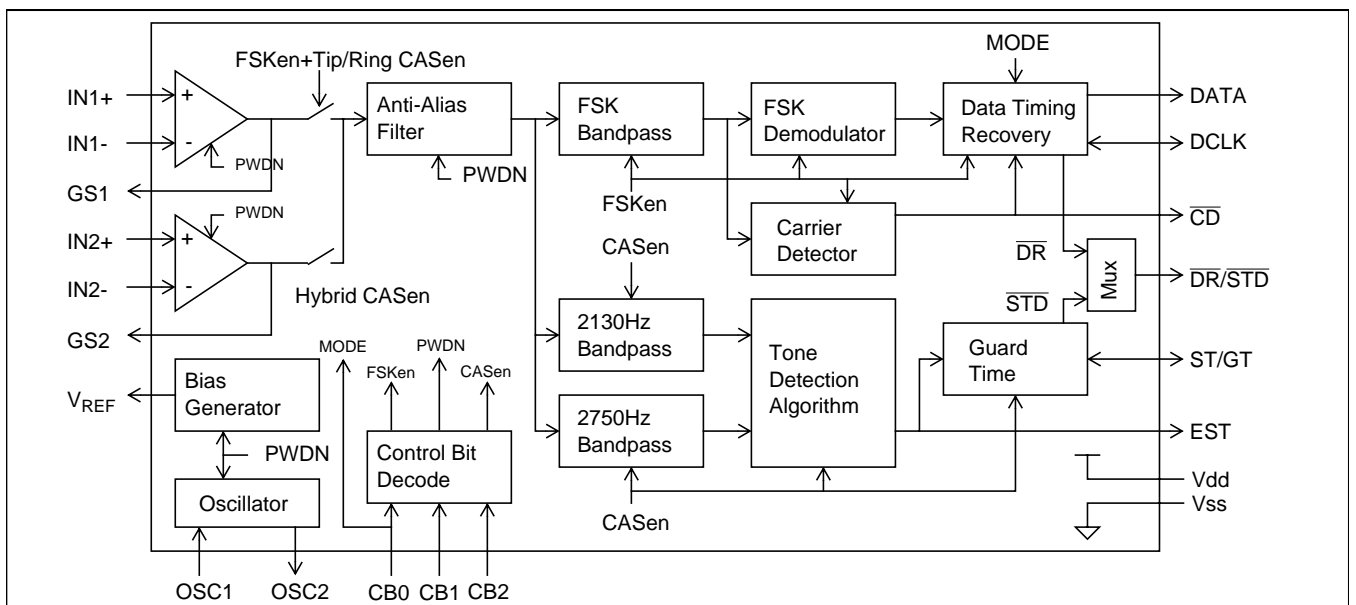 FSKen+Tip/Ring CASen
MODE
IN1+
+
Anti-Alias
Filter
FSK
Bandpass
FSK
Demodulator
Data Timing
Recovery
DATA
IN1-
-
PWDN
DCLK
GS1
PWDN
PWDN
FSKen
IN2+
+
Carrier
Detector
CD
CASen
DR
Mux
DR/STD
IN2-
-
Hybrid CASen
STD
GS2
2130Hz
Bandpass
Tone
Detection
Algorithm
Guard
Time
ST/GT
MODE
PWDN
FSKen
CASen
VREF
Bias
Generator
2750Hz
Bandpass
EST
PWDN
Control Bit
Decode
Vdd
Oscillator
CASen
Vss
OSC1
OSC2
CB0
CB1
CB2